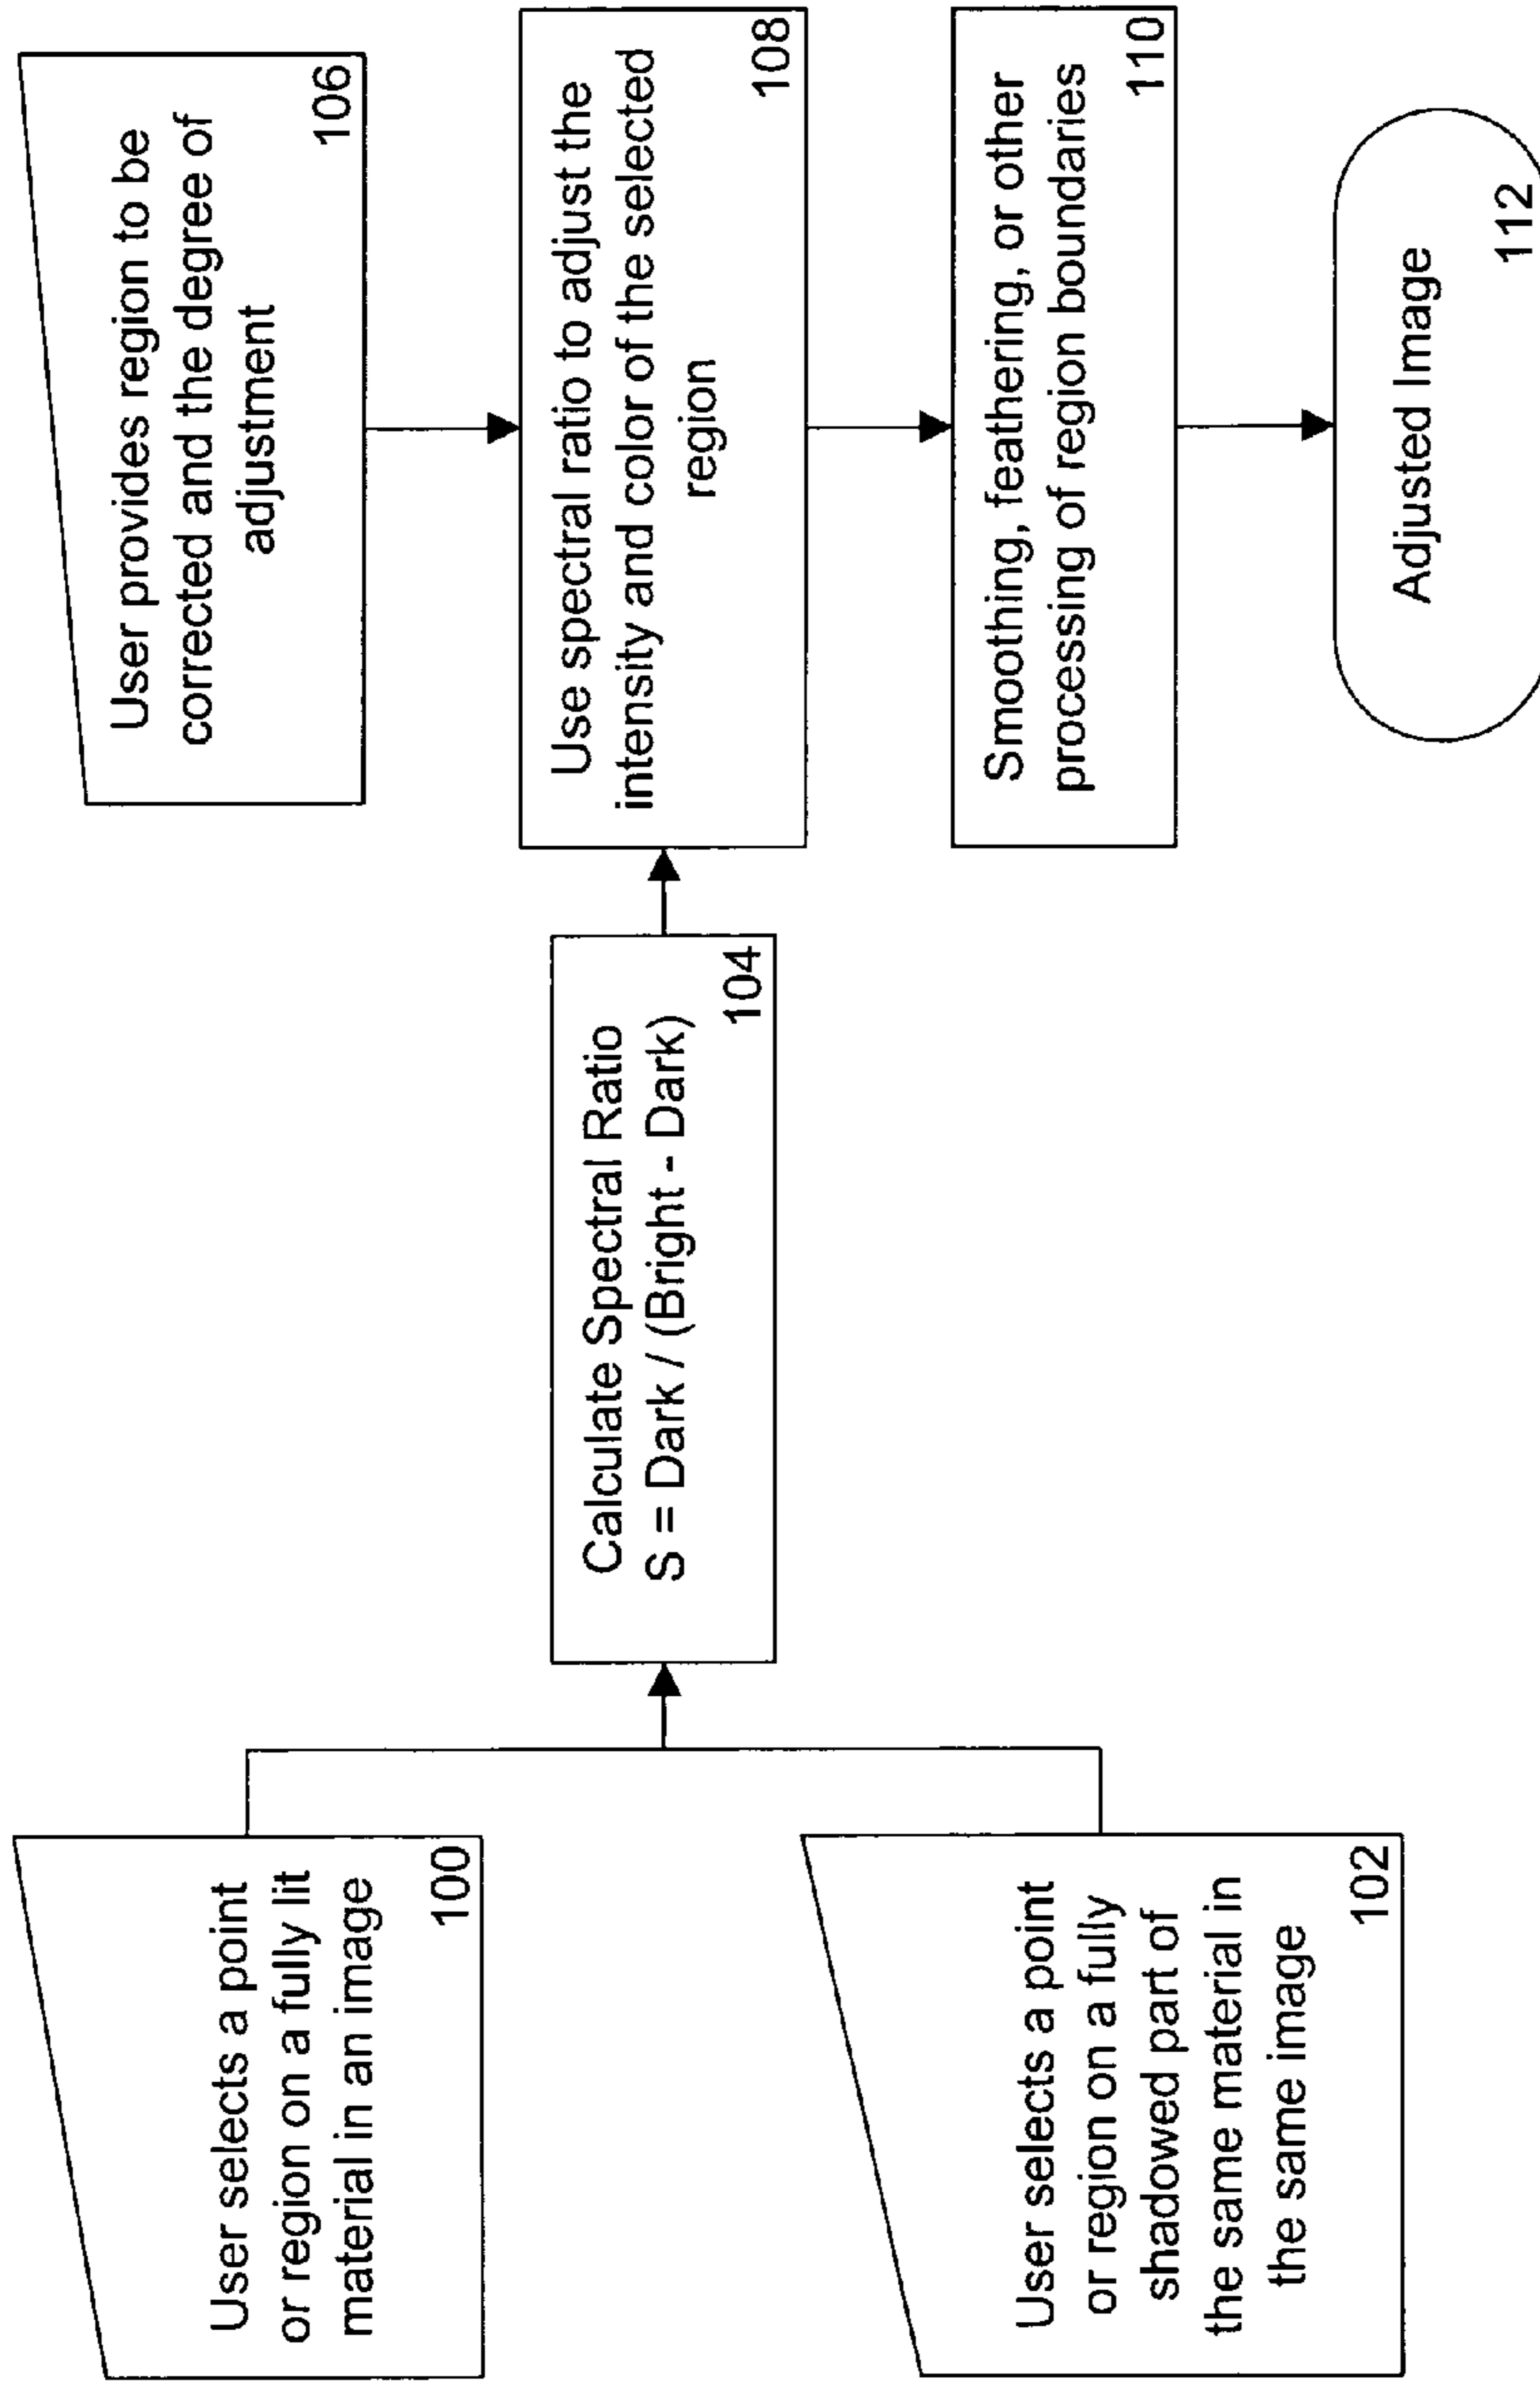 User selects a point
or region on a fully lit
material in an image
100
User selects a point
or region on a fully
shadowed part of
the same material in
the same image
102
Calculate Spectral Ratio
S = Dark / (Bright - Dark)
104
User provides region to be
corrected and the degree of
adjustment
106
Use spectral ratio to adjust the
intensity and color of the selected
region
108
Smoothing, feathering, or other
processing of region boundaries
110
Adjusted Image
112